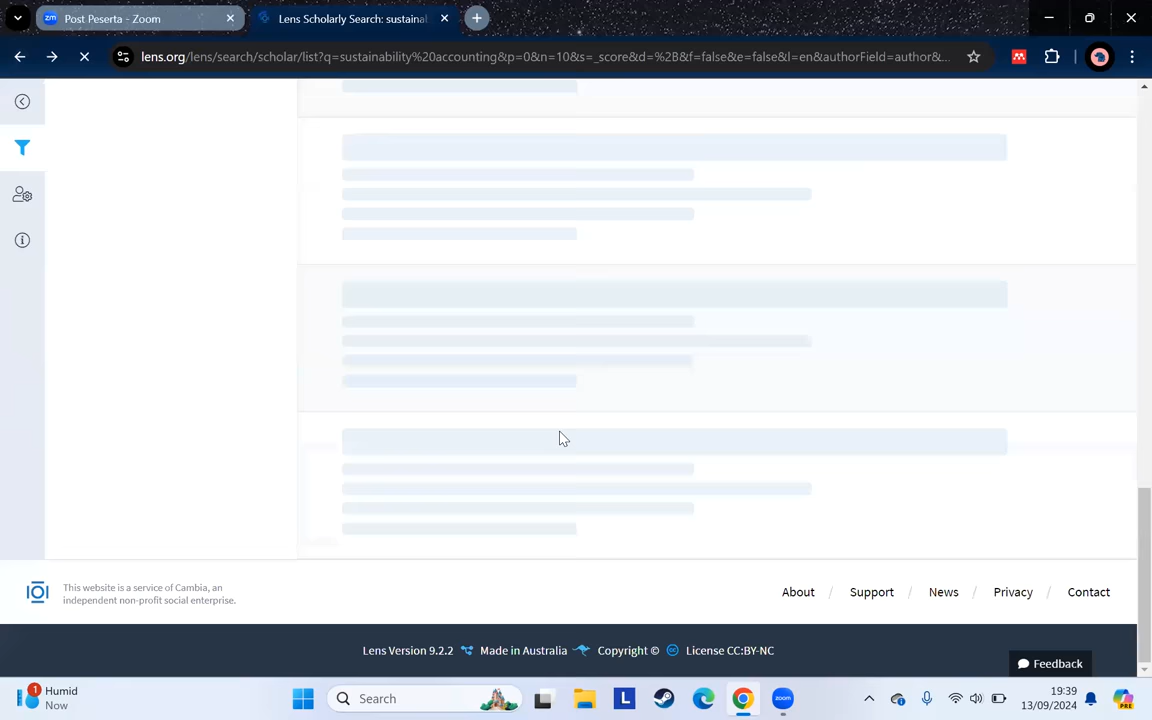 Post Peserta - Zoom
Lens Scholarly Search: sustainal
lens.org/lens/search/scholar/list?q=sustainability%20accounting&p=0&n=10&s=_score&d=%2B&f=false&e=false&l=en&authorField=author&...
This website is a service of Cambia, an
independent non-profit social enterprise.
About / Support / News / Privacy / Contact
Lens Version 9.2.2 Made in Australia Copyright © License CC:BY-NC
Feedback
1
Humid
Now
Search
19:39
13/09/2024